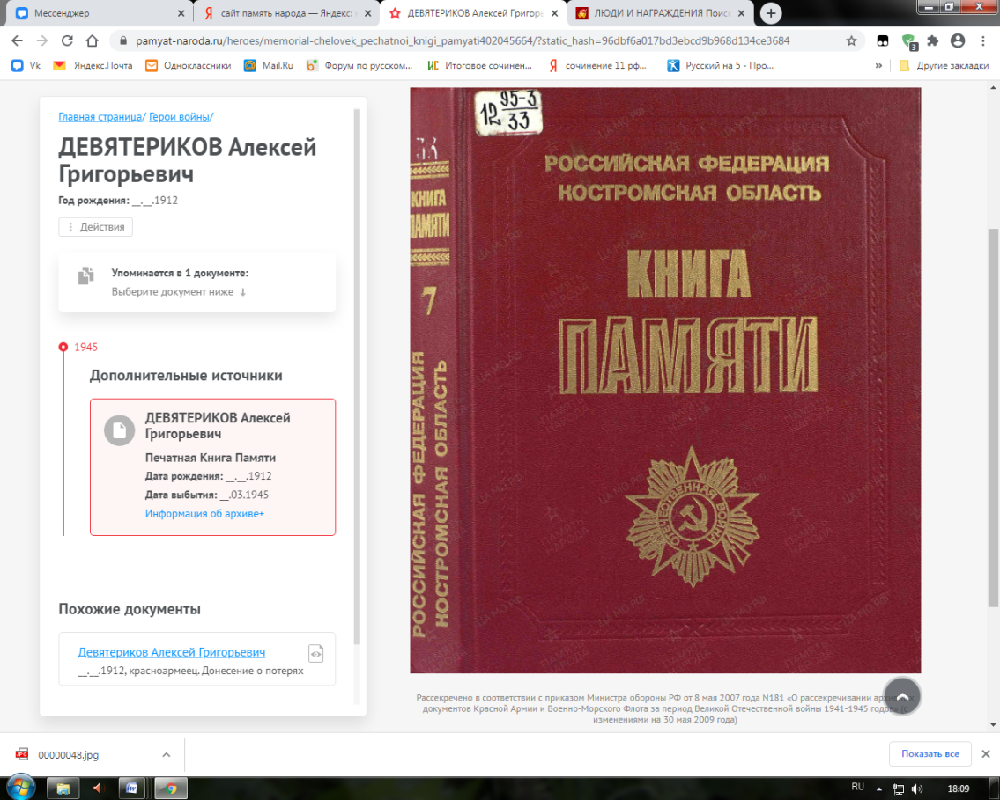 Мессенджер
сайт память народа — Яндекс:
ДЕВЯТЕРИКОВ Алексей Григорь
ЛЮДИ И НАГРАЖДЕНИЯ Поис
pamyat-naroda.ru/heroes/memorial-chelovek_pechatnoi_knigi_pamyati402045664/?static_hash=96dbf6a017bd3ebcd9b968d134ce3684
3
Vk
Яндекс.Почта
Одноклассники
Mail.Ru
Форум по русском...
Итоговое сочинен...
сочинение 11 рф...
Русский на 5 - Про...
»
Другие закладки
Главная страница/ Герои войны/
ДЕВЯТЕРИКОВ Алексей
Григорьевич
Год рождения: __.__.1912
Действия
Упоминается в 1 документе:
Выберите документ ниже ↓
1945
Дополнительные источники
ДЕВЯТЕРИКОВ Алексей
Григорьевич
Печатная Книга Памяти
Дата рождения: __.__.1912
Дата выбытия: __.03.1945
Информация об архиве+
Похожие документы
Девятериков Алексей Григорьевич
__.__.1912, красноармеец. Донесение о потерях
12 95-3
33
КНИГА
ПАМЯТИ
7
РОССИЙСКАЯ ФЕДЕРАЦИЯ
КОСТРОМСКАЯ ОБЛАСТЬ
РОССИЙСКАЯ ФЕДЕРАЦИЯ
КОСТРОМСКАЯ ОБЛАСТЬ
КНИГА
ПАМЯТИ
ОТЕЧЕСТВЕННАЯ ВОЙНА
Рассекречено в соответствии с приказом Министра обороны РФ от 8 мая 2007 года N181 «О рассекречивании
документов Красной Армии и Военно-Морского Флота за период Великой Отечественной войны 1941-1945 годов» (с
изменениями на 30 мая 2009 года)
00000048.jpg
Показать все
RU
18:09